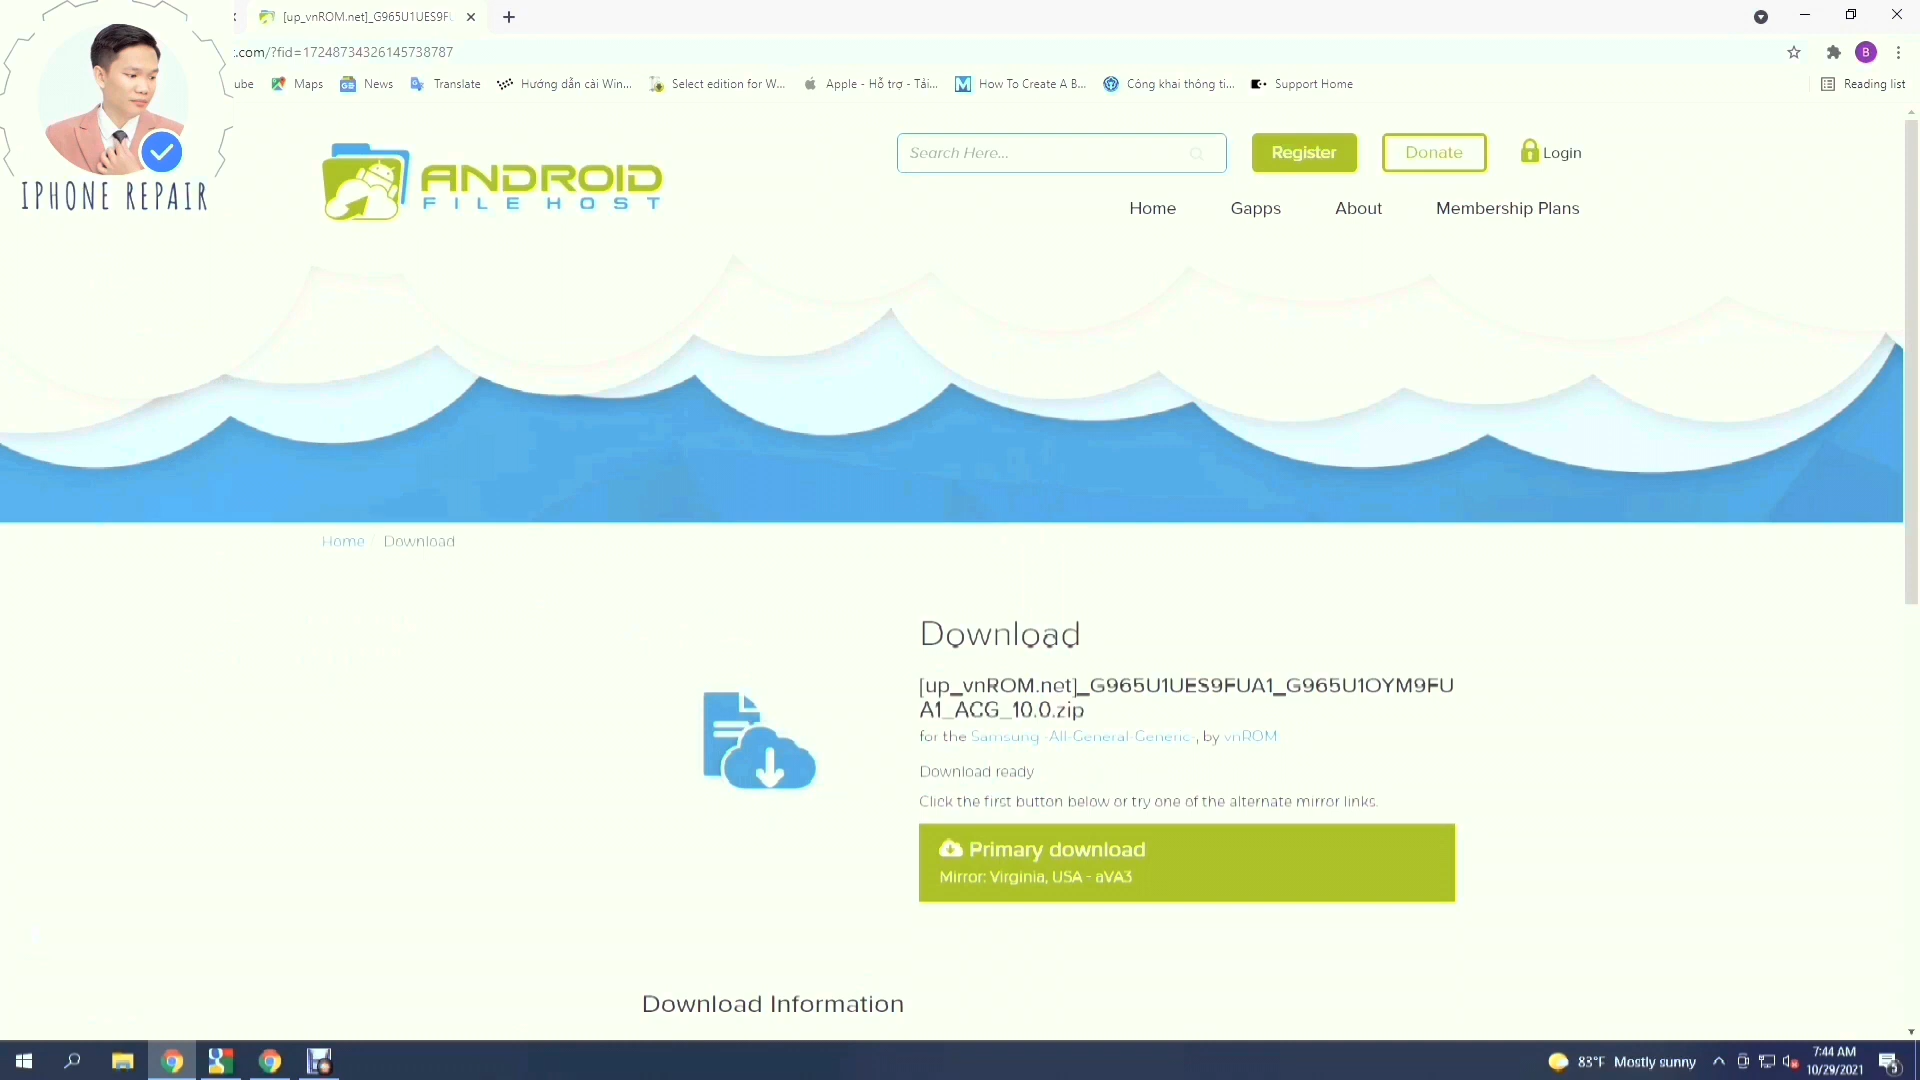 [up_vnROM.net]_G965U1UES9FU
.com/?fid=17248734326145738787
B
ube Maps News Translate Hướng dẫn cài Win... Select edition for W... Apple - Hỗ trợ - Tải... How To Create A B... Công khai thông ti... Support Home Reading list
IPHONE REPAIR
ANDROID
FILE HOST
Search Here...
Register
Donate
Login
Home Gapps About Membership Plans
Home Download
Download
[up_vnROM.net]_G965U1UES9FUA1_G965U1OYM9FU
A1_ACG_10.0.zip
for the Samsung -All-General-Generic-, by vnROM
Download ready
Click the first button below or try one of the alternate mirror links.
Primary download
Mirror: Virginia, USA - aVA3
Download Information
83°F Mostly sunny
7:44 AM
10/29/2021
5